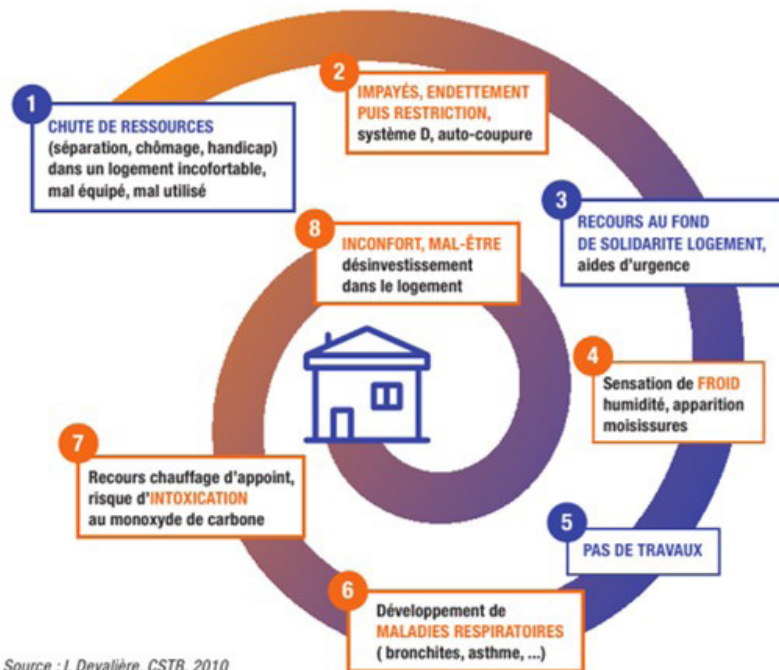 1
CHUTE DE RESSOURCES
(séparation, chômage, handicap)
dans un logement incofortable,
mal équipé, mal utilisé
2
IMPAYÉS, ENDETTEMENT
PUIS RESTRICTION,
système D, auto-coupure
3
RECOURS AU FOND
DE SOLIDARITE LOGEMENT,
aides d'urgence
4
Sensation de FROID
humidité, apparition
moisissures
5
PAS DE TRAVAUX
6
Développement de
MALADIES RESPIRATOIRES
( bronchites, asthme, ...)
7
Recours chauffage d'appoint,
risque d'INTOXICATION
au monoxyde de carbone
8
INCONFORT, MAL-ÊTRE
désinvestissement
dans le logement
Source : I. Devalière, CSTB, 2010